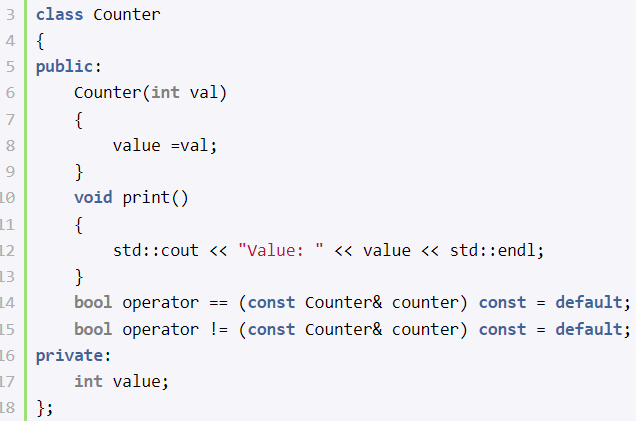 3 class Counter
4 {
5 public:
6     Counter(int val)
7     {
8         value =val;
9     }
10     void print()
11     {
12         std::cout << "Value: " << value << std::endl;
13     }
14     bool operator == (const Counter& counter) const = default;
15     bool operator != (const Counter& counter) const = default;
16 private:
17     int value;
18 };